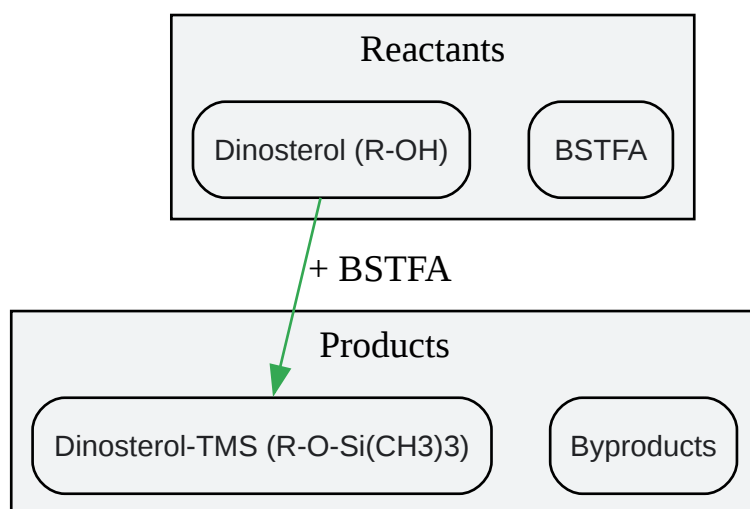 Reactants
Dinosterol (R-OH)
BSTFA
+ BSTFA
Products
Dinosterol-TMS (R-O-Si(CH3)3)
Byproducts